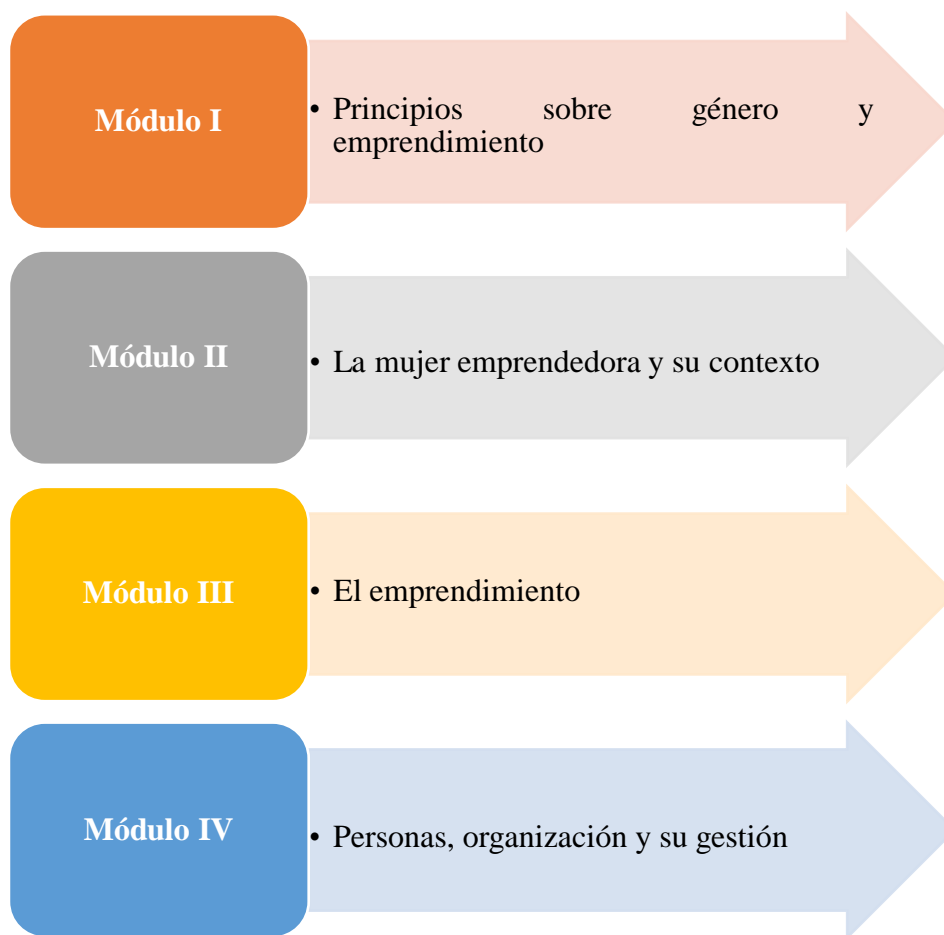 Módulo I
• Principios sobre género y
emprendimiento
Módulo II
• La mujer emprendedora y su contexto
Módulo III
• El emprendimiento
Módulo IV
• Personas, organización y su gestión